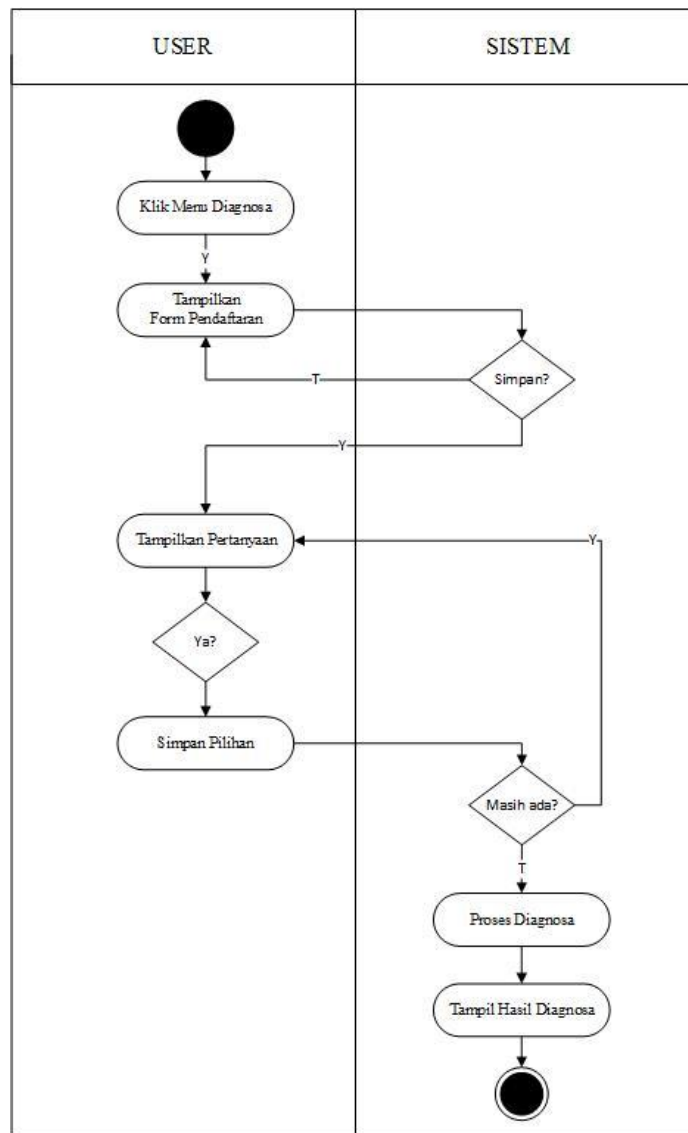 USER
SISTEM
Klik Menu Diagnosa
Y
Tampilkan
Form Pendaftaran
Simpan?
T
Y
Tampilkan Pertanyaan
Y
Ya?
Simpan Pilihan
Masih ada?
T
Proses Diagnosa
Tampil Hasil Diagnosa